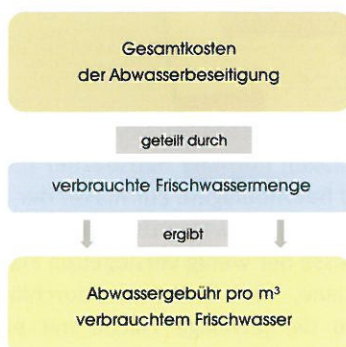 Gesamtkosten
der Abwasserbeseitigung
geteilt durch
verbrauchte Frischwassermenge
ergibt
Abwassergebühr pro m³
verbrauchtem Frischwasser